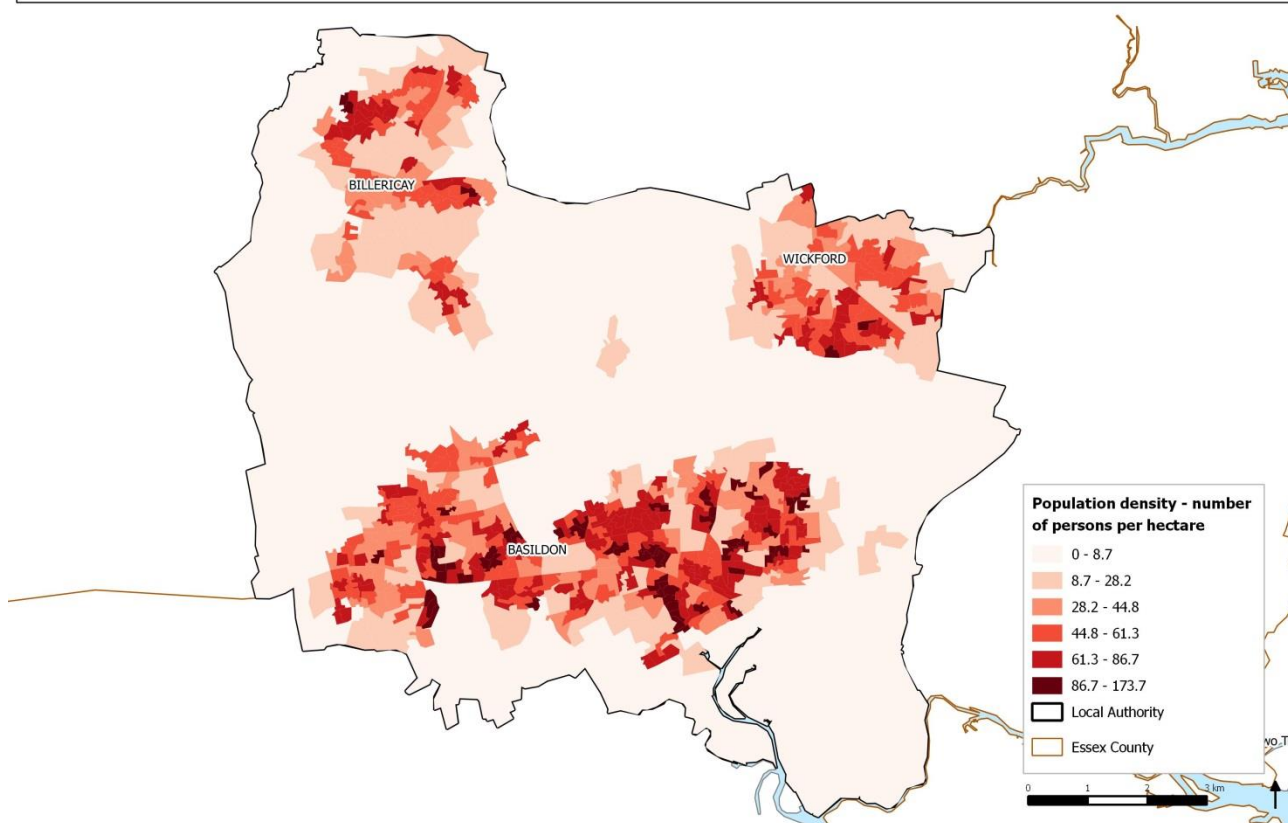 BILLERICAY
WICKFORD
BASILDON
Population density - number
of persons per hectare
0 - 8.7
8.7 - 28.2
28.2 - 44.8
44.8 - 61.3
61.3 - 86.7
86.7 - 173.7
Local Authority
Essex County
wo T
0 1 2 3 km